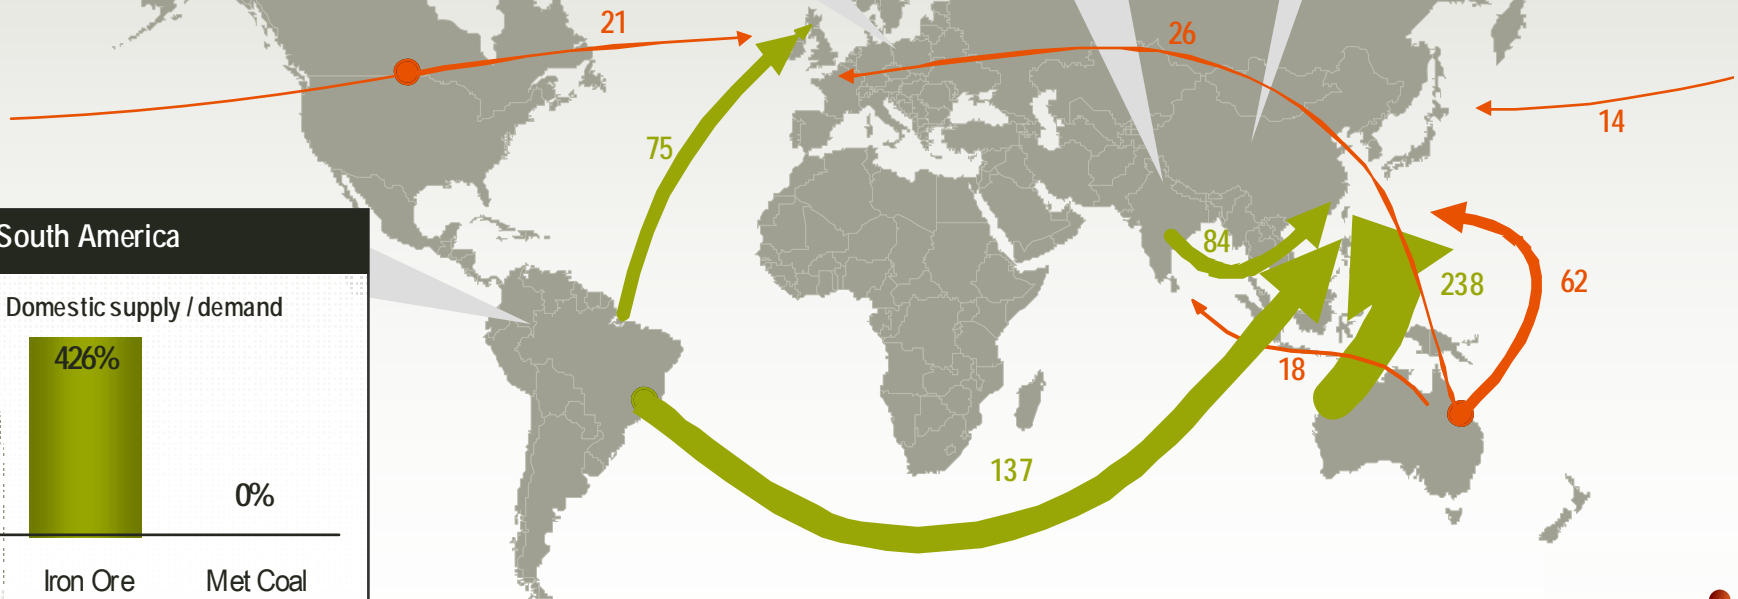 21
26
14
75
South America
84
238
62
Domestic supply / demand
426%
18
137
0%
Iron Ore
Met Coal